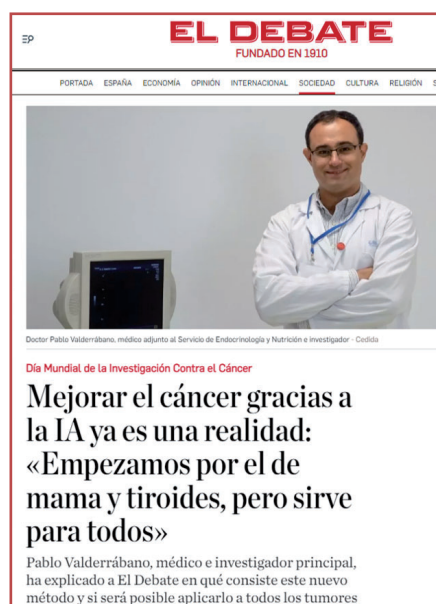 EL DEBATE
FUNDADO EN 1910
PORTADA ESPAÑA ECONOMÍA OPINIÓN INTERNACIONAL SOCIEDAD CULTURA RELIGIÓN
Doctor Pablo Valderrábano, médico adjunto al Servicio de Endocrinología y Nutrición e investigador - Cedida
Día Mundial de la Investigación Contra el Cáncer
Mejorar el cáncer gracias a
la IA ya es una realidad:
«Empezamos por el de
mama y tiroides, pero sirve
para todos»
Pablo Valderrábano, médico e investigador principal,
ha explicado a El Debate en qué consiste este nuevo
método y si será posible aplicarlo a todos los tumores